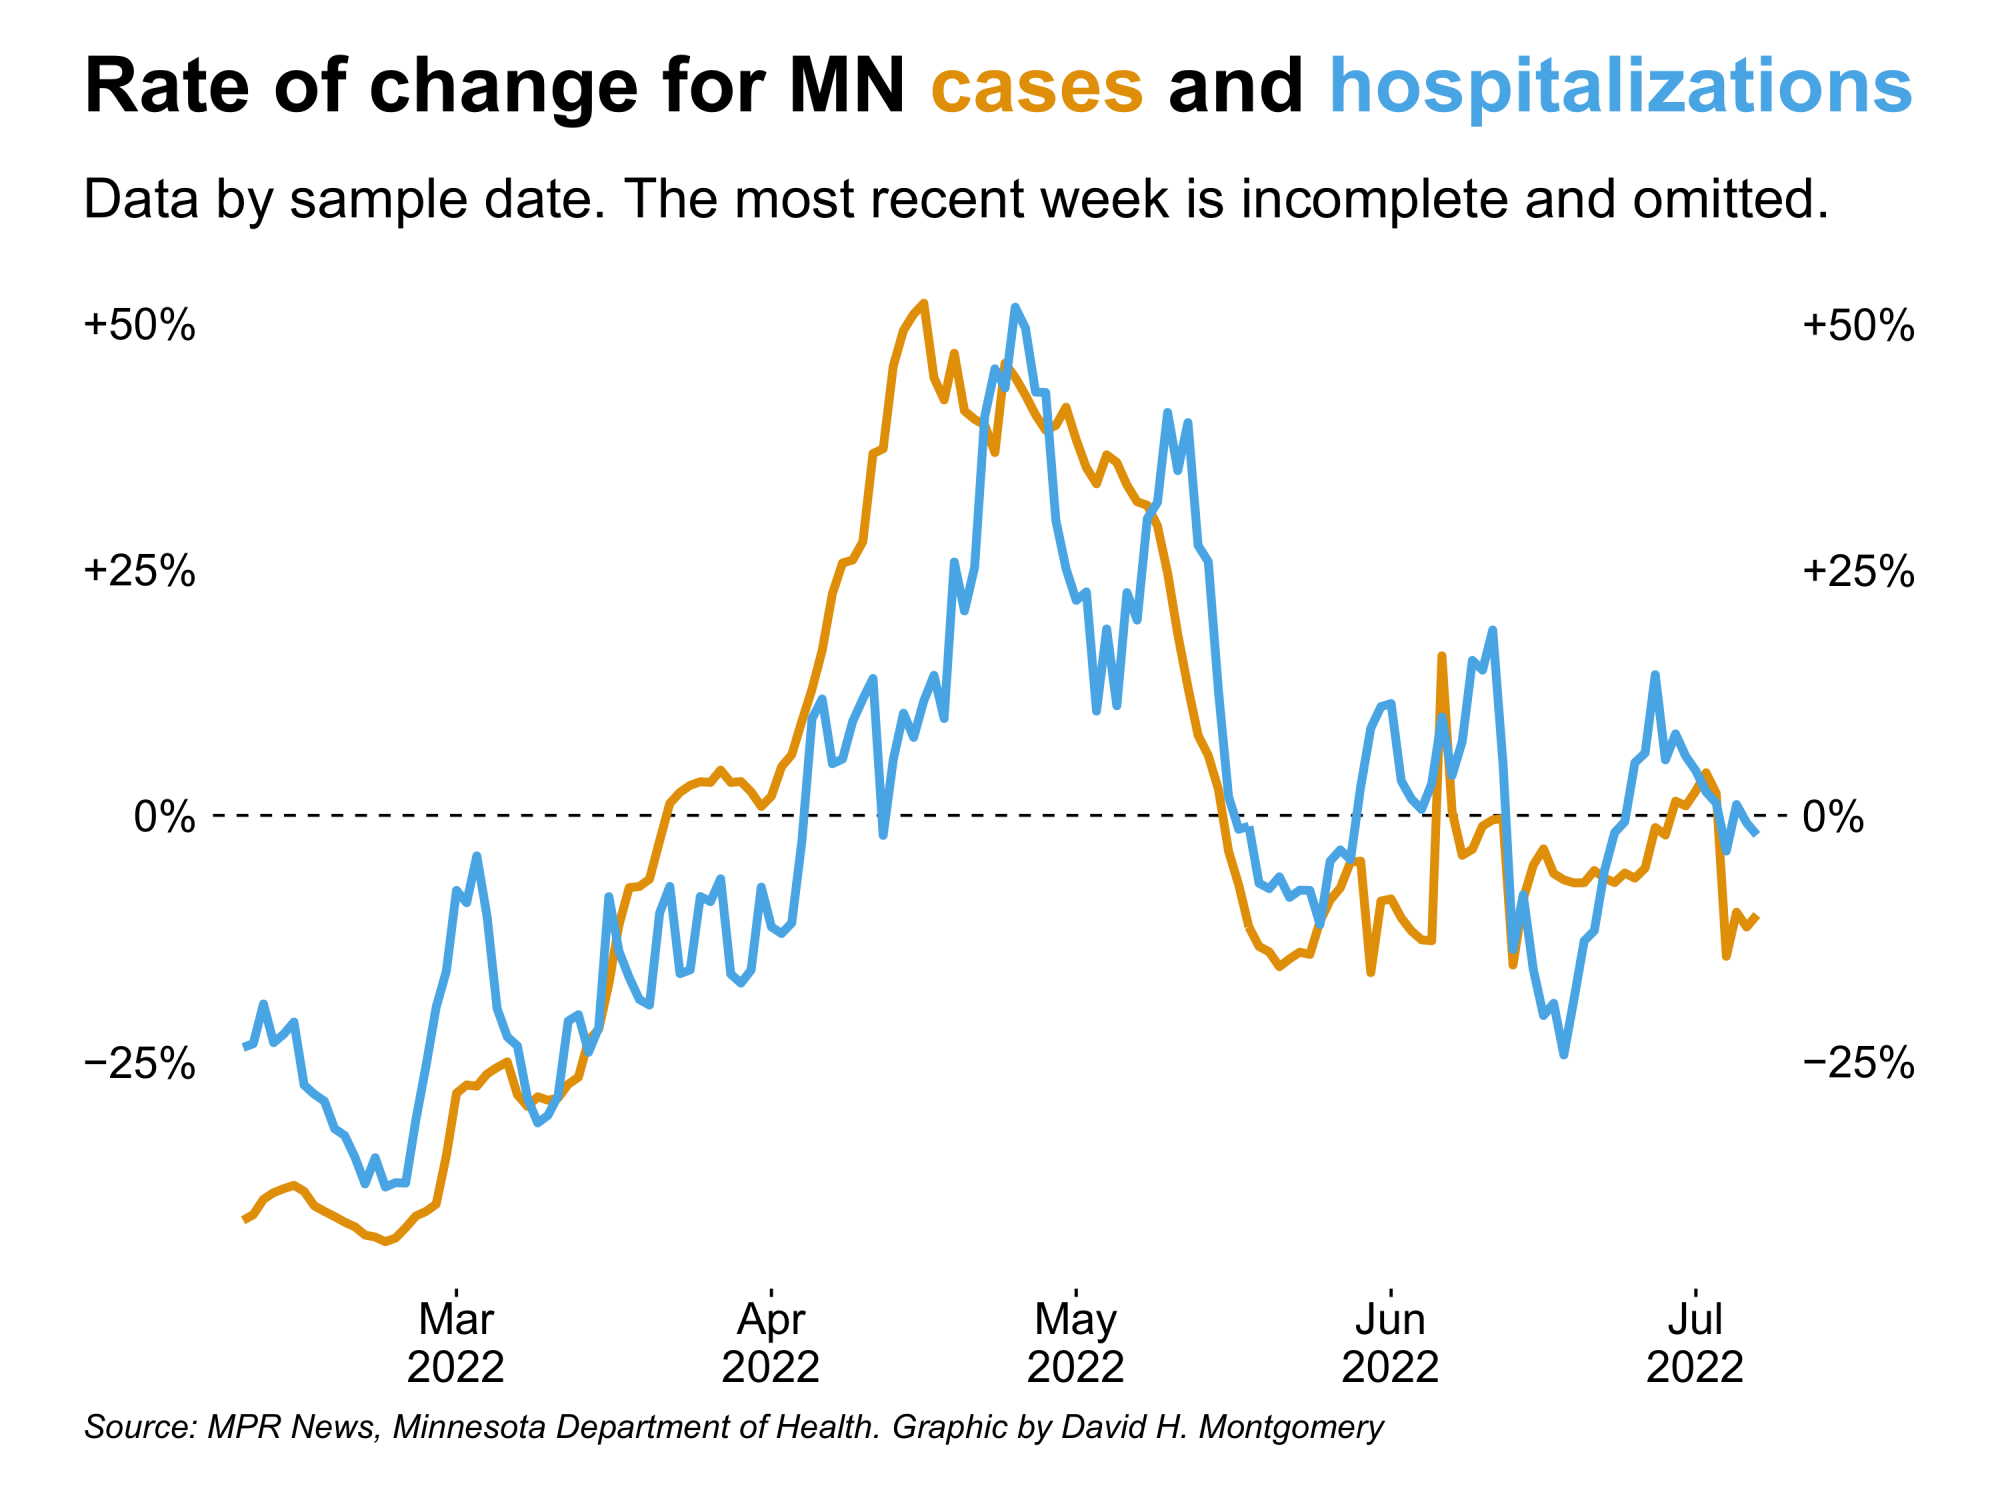 Rate of change for MN cases and hospitalizations
Data by sample date. The most recent week is incomplete and omitted.
+50% +50%
+25% +25%
0% 0%
−25% −25%
Mar Apr May Jun Jul
2022 2022 2022 2022 2022
Source: MPR News, Minnesota Department of Health. Graphic by David H. Montgomery